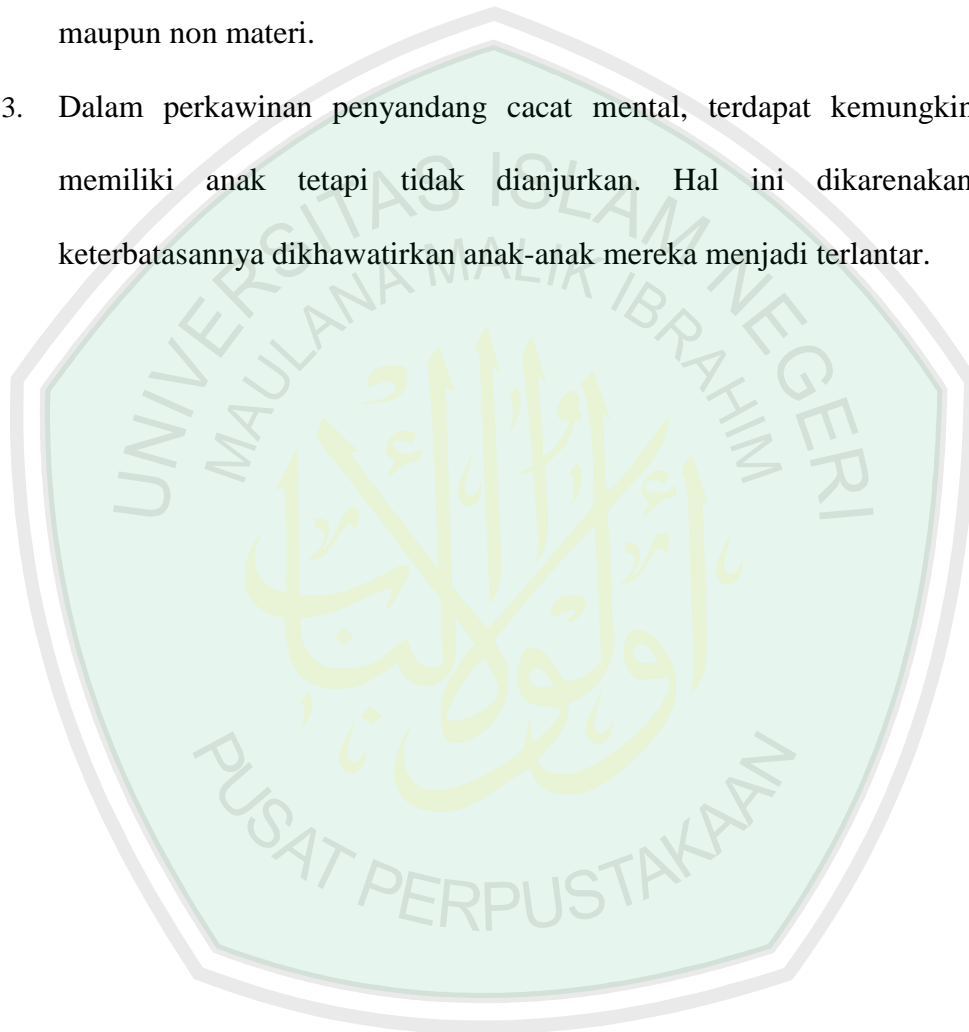 maupun non materi.
3. Dalam perkawinan penyandang cacat mental, terdapat kemungkin
memiliki anak tetapi tidak dianjurkan. Hal ini dikarenakan
keterbatasannya dikhawatirkan anak-anak mereka menjadi terlantar.
UNIVERSITAS ISLAM NEGERI
MAULANA MALIK IBRAHIM
PUSAT PERPUSTAKAAN